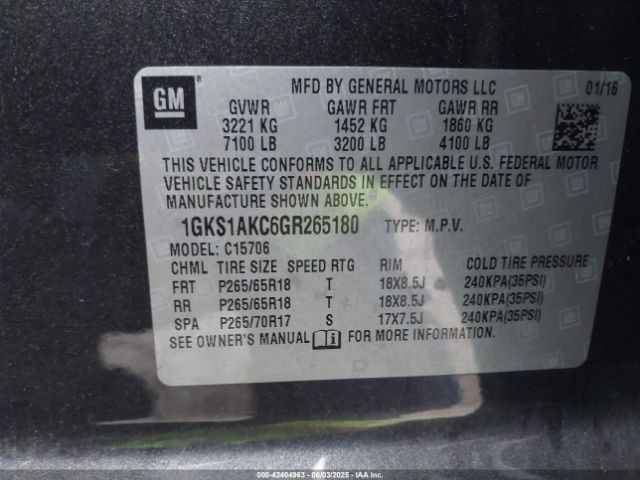 GM
MFD BY GENERAL MOTORS LLC 01/16
GVWR GAWR FRT GAWR RR
3221 KG 1452 KG 1860 KG
7100 LB 3200 LB 4100 LB
THIS VEHICLE CONFORMS TO ALL APPLICABLE U.S. FEDERAL MOTOR
VEHICLE SAFETY STANDARDS IN EFFECT ON THE DATE OF
MANUFACTURE SHOWN ABOVE.
1GKS1AKC6GR265180 TYPE: M.P.V.
MODEL: C15706
CHML TIRE SIZE SPEED RTG RIM COLD TIRE PRESSURE
FRT P265/65R18 T 18X8.5J 240KPA(35PSI)
RR P265/65R18 T 18X8.5J 240KPA(35PSI)
SPA P265/70R17 S 17X7.5J 240KPA(35PSI)
SEE OWNER'S MANUAL i FOR MORE INFORMATION.
000-42404963 - 06/03/2025 - IAAI.COM - COPART